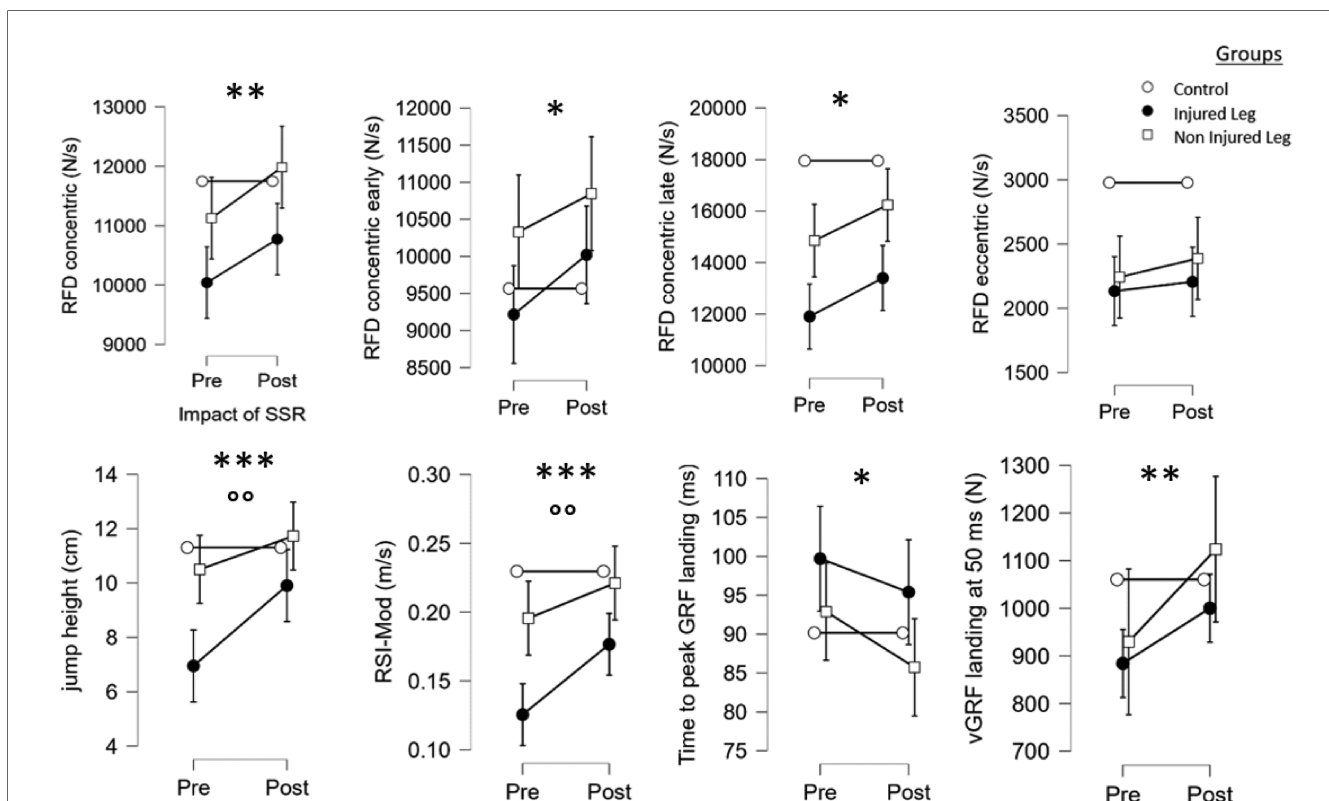 Groups
Control
Injured Leg
Non Injured Leg
**
RFD concentric (N/s)
13000
12000
11000
10000
9000
Pre Post
Impact of SSR
*
RFD concentric early (N/s)
12000
11500
11000
10500
10000
9500
9000
8500
Pre Post
*
RFD concentric late (N/s)
20000
18000
16000
14000
12000
10000
Pre Post
RFD eccentric (N/s)
3500
3000
2500
2000
1500
Pre Post
***
°°
jump height (cm)
14
12
10
8
6
4
Pre Post
***
°°
RSI-Mod (m/s)
0.30
0.25
0.20
0.15
0.10
Pre Post
*
Time to peak GRF landing (ms)
110
105
100
95
90
85
80
75
Pre Post
**
vGRF landing at 50 ms (N)
1300
1200
1100
1000
900
800
700
Pre Post